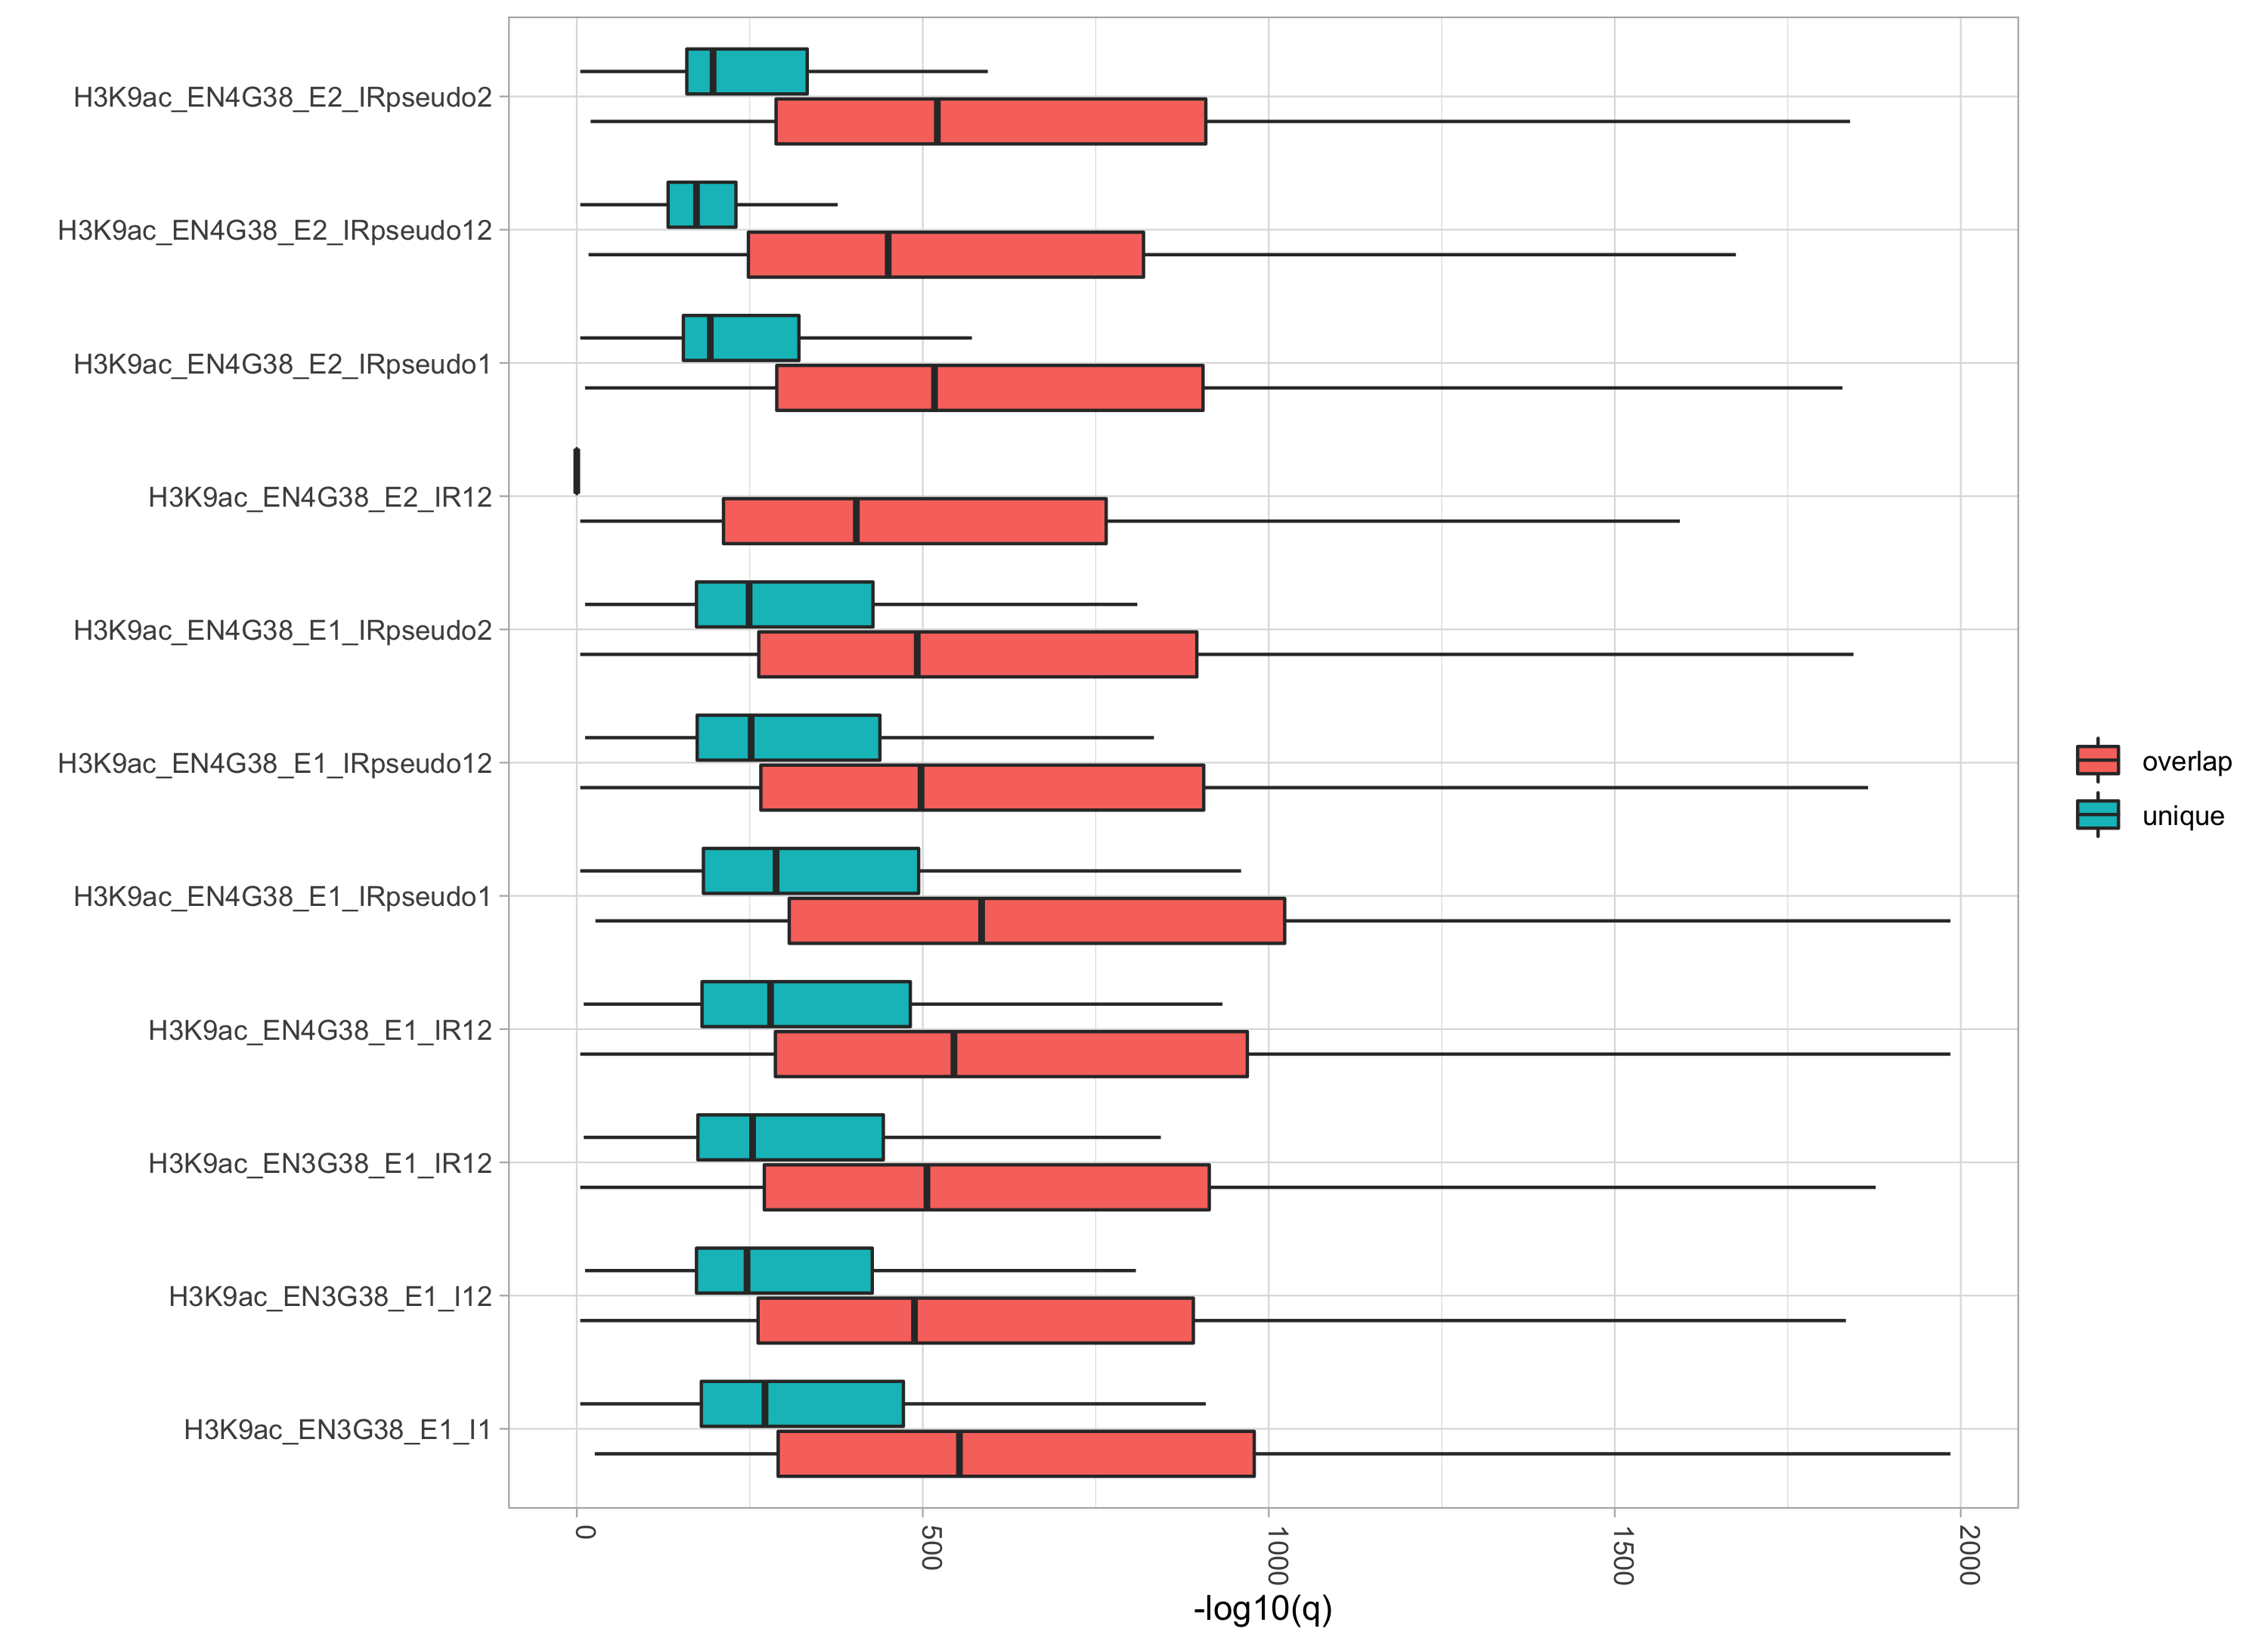 H3K9ac_EN4G38_E2_IRpseudo2
H3K9ac_EN4G38_E2_IRpseudo12
H3K9ac_EN4G38_E2_IRpseudo1
H3K9ac_EN4G38_E2_IR12
H3K9ac_EN4G38_E1_IRpseudo2
H3K9ac_EN4G38_E1_IRpseudo12
H3K9ac_EN4G38_E1_IRpseudo1
H3K9ac_EN4G38_E1_IR12
H3K9ac_EN3G38_E1_IR12
H3K9ac_EN3G38_E1_I12
H3K9ac_EN3G38_E1_I1
0
500
1000
1500
2000
-log10(q)
overlap
unique